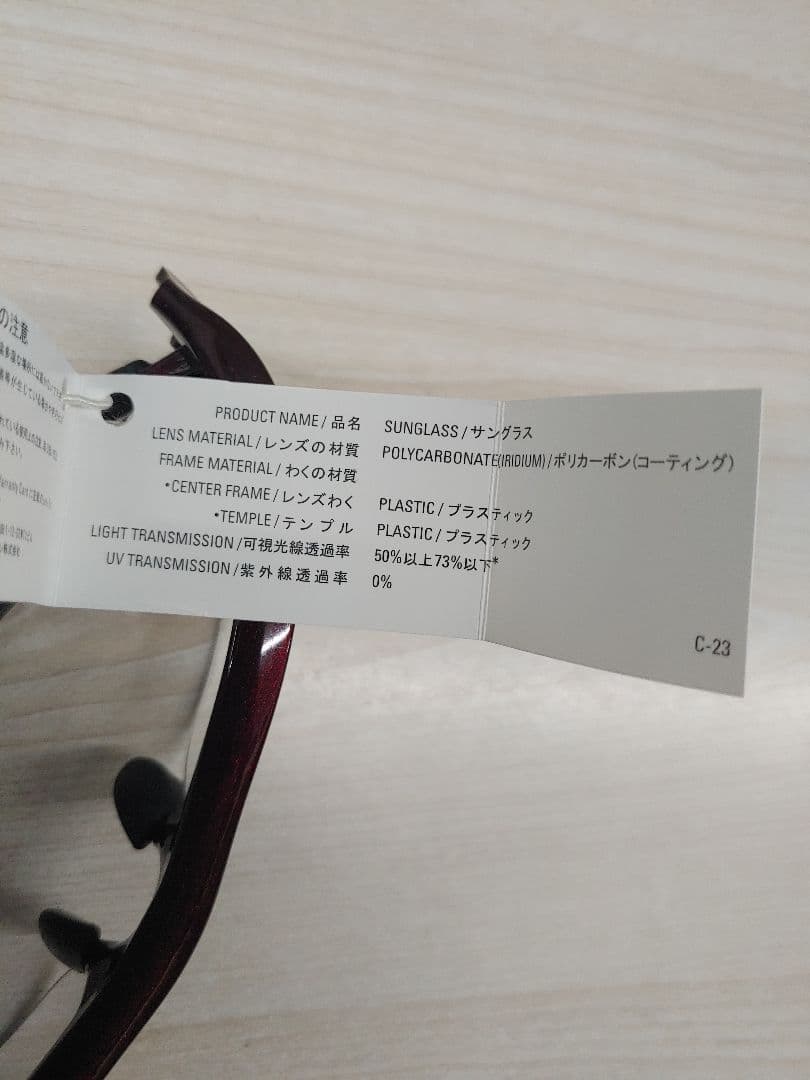 の注意
PRODUCT NAME / 品名 SUNGLASS / サングラス
LENS MATERIAL / レンズの材質 POLYCARBONATE(IRIDIUM) / ポリカーボン(コーティング)
FRAME MATERIAL / わくの材質
•CENTER FRAME / レンズわく PLASTIC / プラスティック
•TEMPLE / テンプル PLASTIC / プラスティック
LIGHT TRANSMISSION / 可視光線透過率 50%以上73%以下*
UV TRANSMISSION / 紫外線透過率 0%
C-23